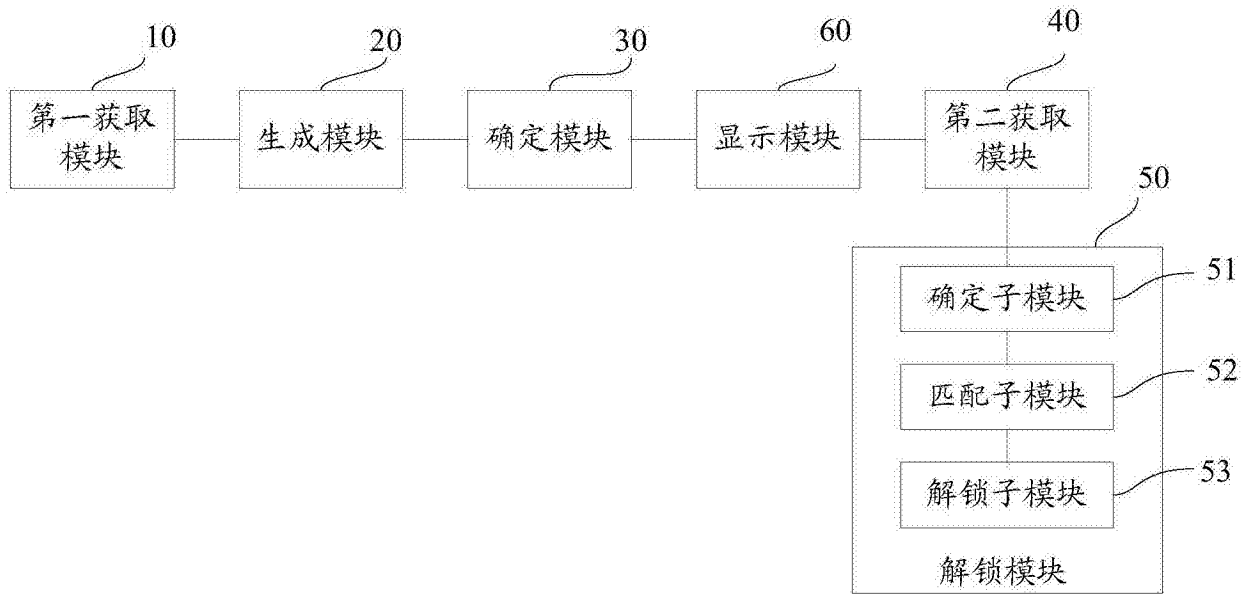 10
20
30
60
40
第一获取
模块
生成模块
确定模块
显示模块
第二获取
模块
50
确定子模块
51
匹配子模块
52
解锁子模块
53
解锁模块